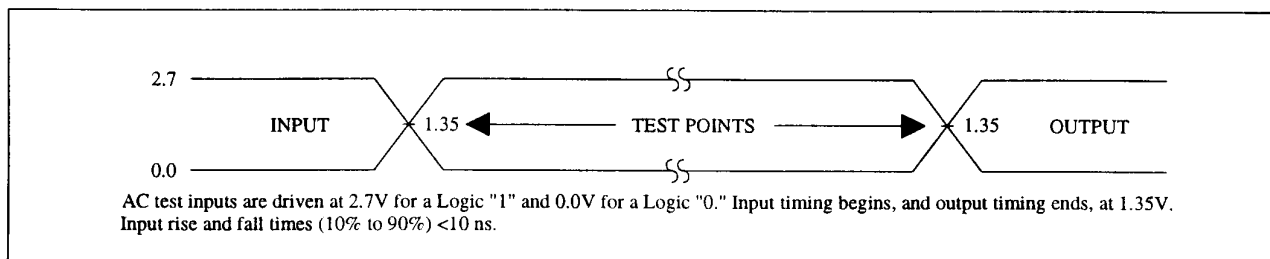 2.7
INPUT 1.35 TEST POINTS 1.35 OUTPUT
0.0
AC test inputs are driven at 2.7V for a Logic "1" and 0.0V for a Logic "0." Input timing begins, and output timing ends, at 1.35V.
Input rise and fall times (10% to 90%) <10 ns.